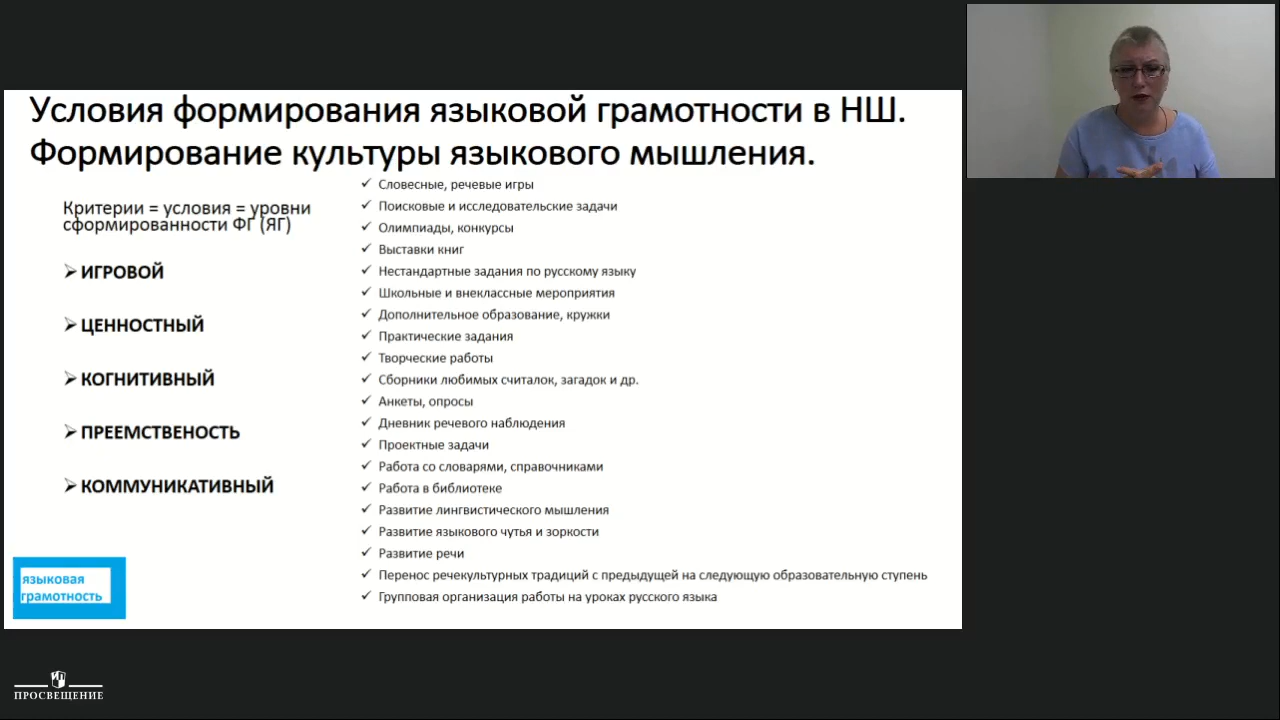 Условия формирования языковой грамотности в НШ.
Формирование культуры языкового мышления.
Критерии = условия = уровни
сформированности ФГ (ЯГ)
ИГРОВОЙ
ЦЕННОСТНЫЙ
КОГНИТИВНЫЙ
ПРЕЕМСТВЕНОСТЬ
КОММУНИКАТИВНЫЙ
Словесные, речевые игры
Поисковые и исследовательские задачи
Олимпиады, конкурсы
Выставки книг
Нестандартные задания по русскому языку
Школьные и внеклассные мероприятия
Дополнительное образование, кружки
Практические задания
Творческие работы
Сборники любимых считалок, загадок и др.
Анкеты, опросы
Дневник речевого наблюдения
Проектные задачи
Работа со словарями, справочниками
Работа в библиотеке
Развитие лингвистического мышления
Развитие языкового чутья и зоркости
Развитие речи
Перенос речекультурных традиций с предыдущей на следующую образовательную ступень
Групповая организация работы на уроках русского языка
языковая
грамотность
ПРОСВЕЩЕНИЕ